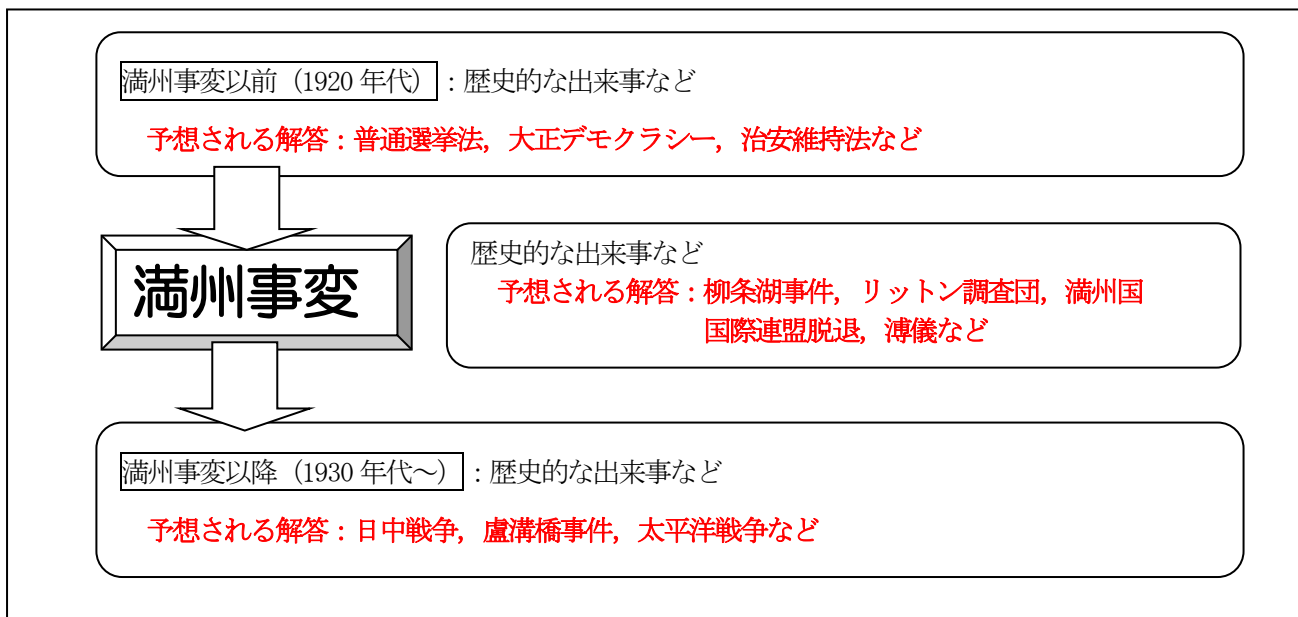 満州事変以前（1920 年代）：歴史的な出来事など
予想される解答：普通選挙法，大正デモクラシー，治安維持法など
満州事変
歴史的な出来事など
予想される解答：柳条湖事件，リットン調査団，満州国
国際連盟脱退，溥儀など
満州事変以降（1930 年代～）：歴史的な出来事など
予想される解答：日中戦争，盧溝橋事件，太平洋戦争など